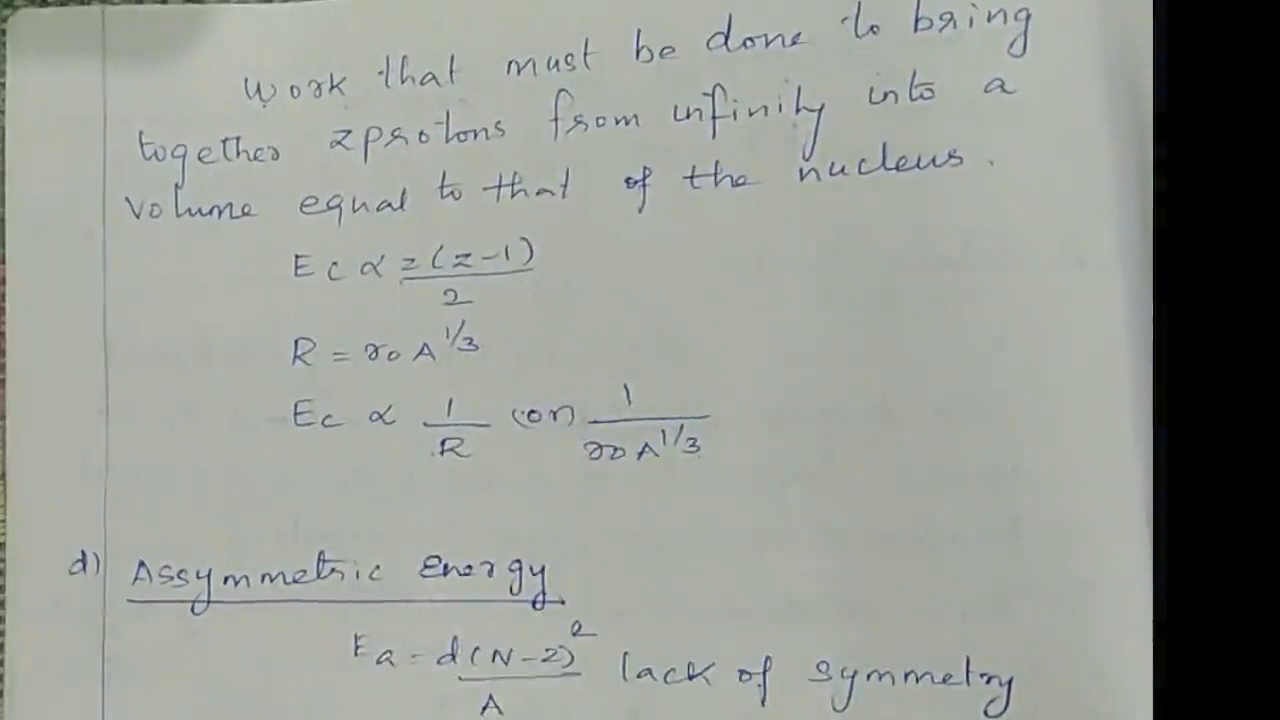 Work that must be done to bring
together z protons from infinity into a
volume equal to that of the nucleus.
Ec ∝ z(z-1)/2
R = r0 A^1/3
Ec ∝ 1/R (or) 1/r0 A^1/3
d) Assymmetric Energy
Ea = d(N-Z)^2/A lack of symmetry